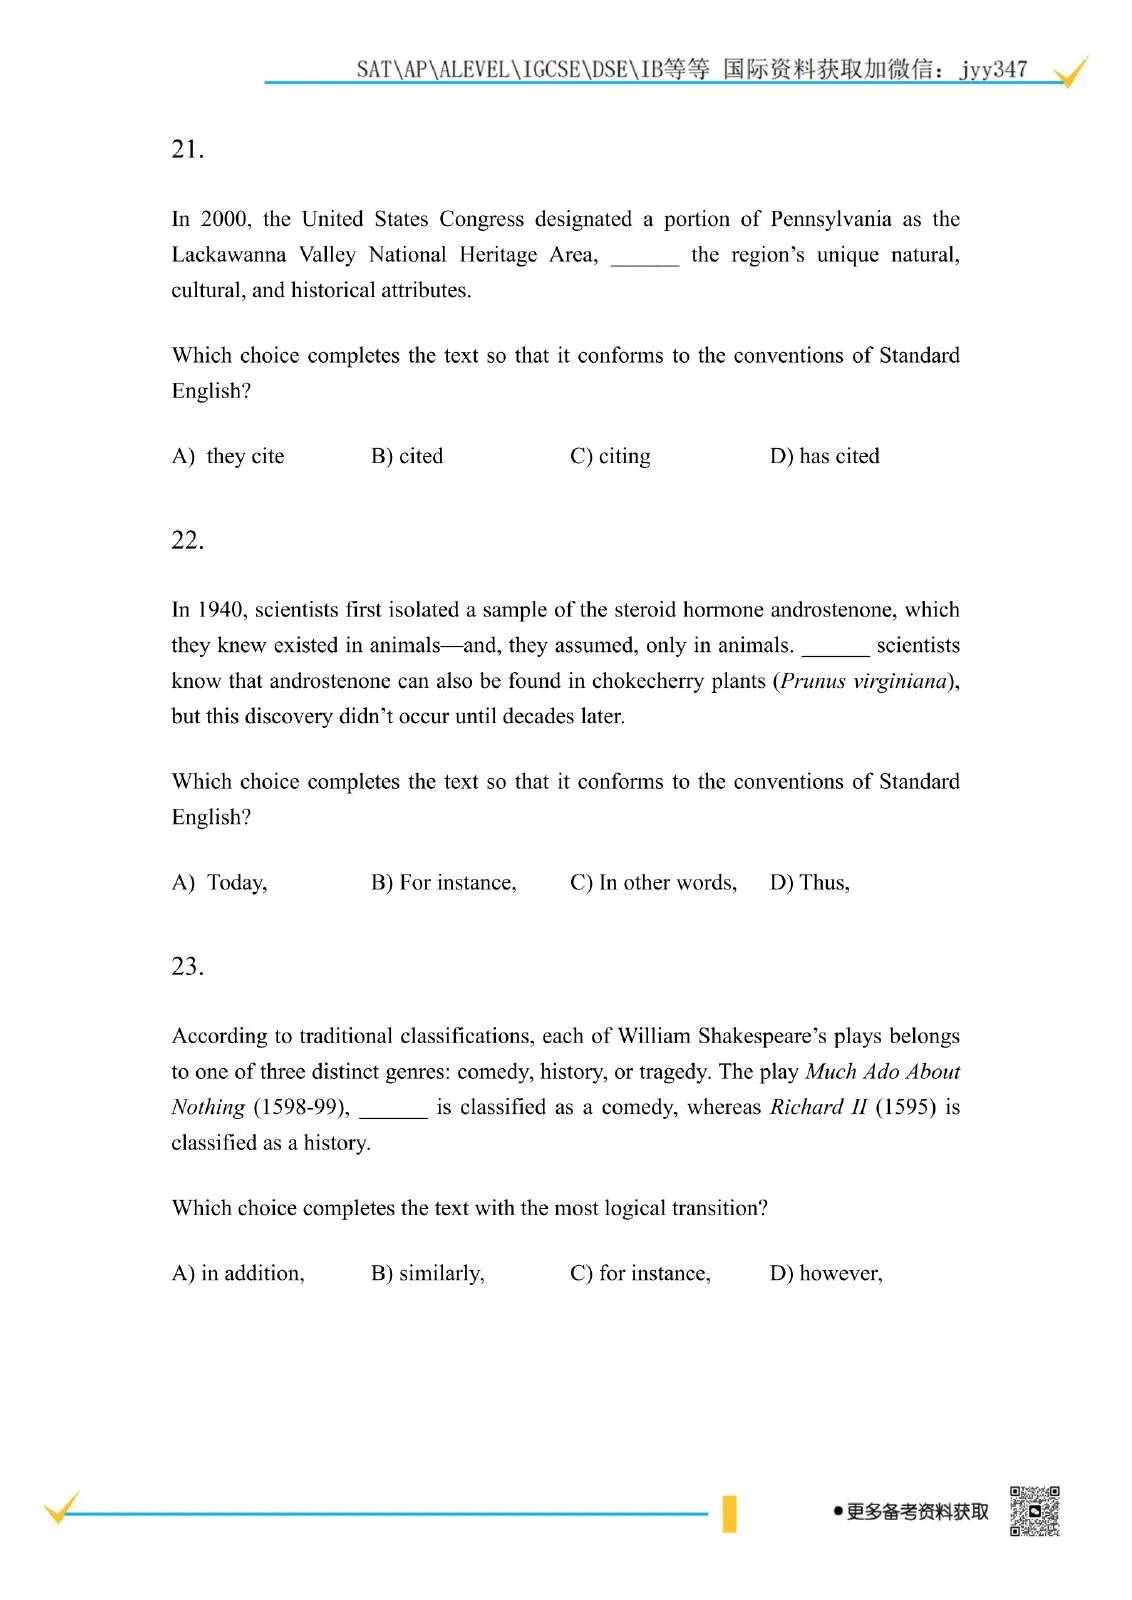 SAT\AP\ALEVEL\IGCSE\DSE\IB等等 国际资料获取加微信：jyy347
21.
In 2000, the United States Congress designated a portion of Pennsylvania as the
Lackawanna Valley National Heritage Area, ______ the region’s unique natural,
cultural, and historical attributes.
Which choice completes the text so that it conforms to the conventions of Standard
English?
A) they cite B) cited C) citing D) has cited
22.
In 1940, scientists first isolated a sample of the steroid hormone androstenone, which
they knew existed in animals—and, they assumed, only in animals. ______ scientists
know that androstenone can also be found in chokecherry plants (Prunus virginiana),
but this discovery didn’t occur until decades later.
Which choice completes the text so that it conforms to the conventions of Standard
English?
A) Today, B) For instance, C) In other words, D) Thus,
23.
According to traditional classifications, each of William Shakespeare’s plays belongs
to one of three distinct genres: comedy, history, or tragedy. The play Much Ado About
Nothing (1598-99), ______ is classified as a comedy, whereas Richard II (1595) is
classified as a history.
Which choice completes the text with the most logical transition?
A) in addition, B) similarly, C) for instance, D) however,
●更多备考资料获取